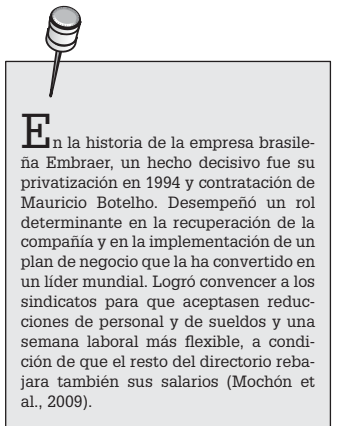 En la historia de la empresa brasile-
ña Embraer, un hecho decisivo fue su
privatización en 1994 y contratación de
Mauricio Botelho. Desempeñó un rol
determinante en la recuperación de la
compañía y en la implementación de un
plan de negocio que la ha convertido en
un líder mundial. Logró convencer a los
sindicatos para que aceptasen reduc-
ciones de personal y de sueldos y una
semana laboral más flexible, a condi-
ción de que el resto del directorio reba-
jara también sus salarios (Mochón et
al., 2009).